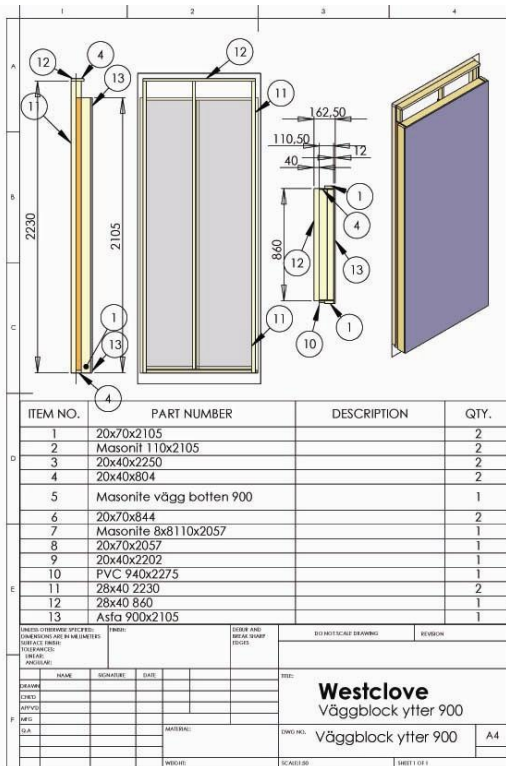 1 2 3 4
A
B
C
D
E
F
12 4 13 11
2230
2105
1 13 4
12 11 11
162,50
110,50
12
40
860
1 4 12 13 10 1
ITEM NO. PART NUMBER DESCRIPTION QTY.
1 20x70x2105 2
2 Masonit 110x2105 2
3 20x40x2250 2
4 20x40x804 2
5 Masonite vägg botten 900 1
6 20x70x844 2
7 Masonite 8x8110x2057 1
8 20x70x2057 1
9 20x40x2202 1
10 PVC 940x2275 1
11 28x40 2230 2
12 28x40 860 1
13 Asfa 900x2105 1
UNLESS OTHERWISE SPECIFIED:
DIMENSIONS ARE IN MILLIMETERS
SURFACE FINISH:
TOLERANCES:
LINEAR:
ANGULAR:
FINISH:
DEBUR AND
BREAK SHARP
EDGES
DO NOT SCALE DRAWING
REVISION
NAME SIGNATURE DATE
DRAWN
CHK'D
APPV'D
MFG
Q.A
MATERIAL:
WEIGHT:
TITLE:
Westclove
Väggblock ytter 900
DWG NO.
Väggblock ytter 900
A4
SHEET 1 OF 1